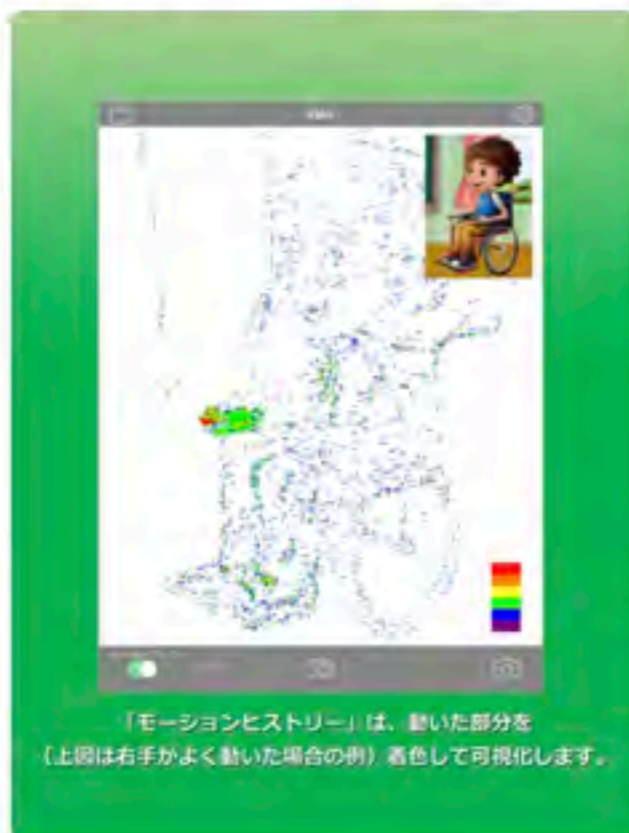 「モーションヒストリー」は、動いた部分を
（上図は右手がよく動いた場合の例）着色して可視化します。